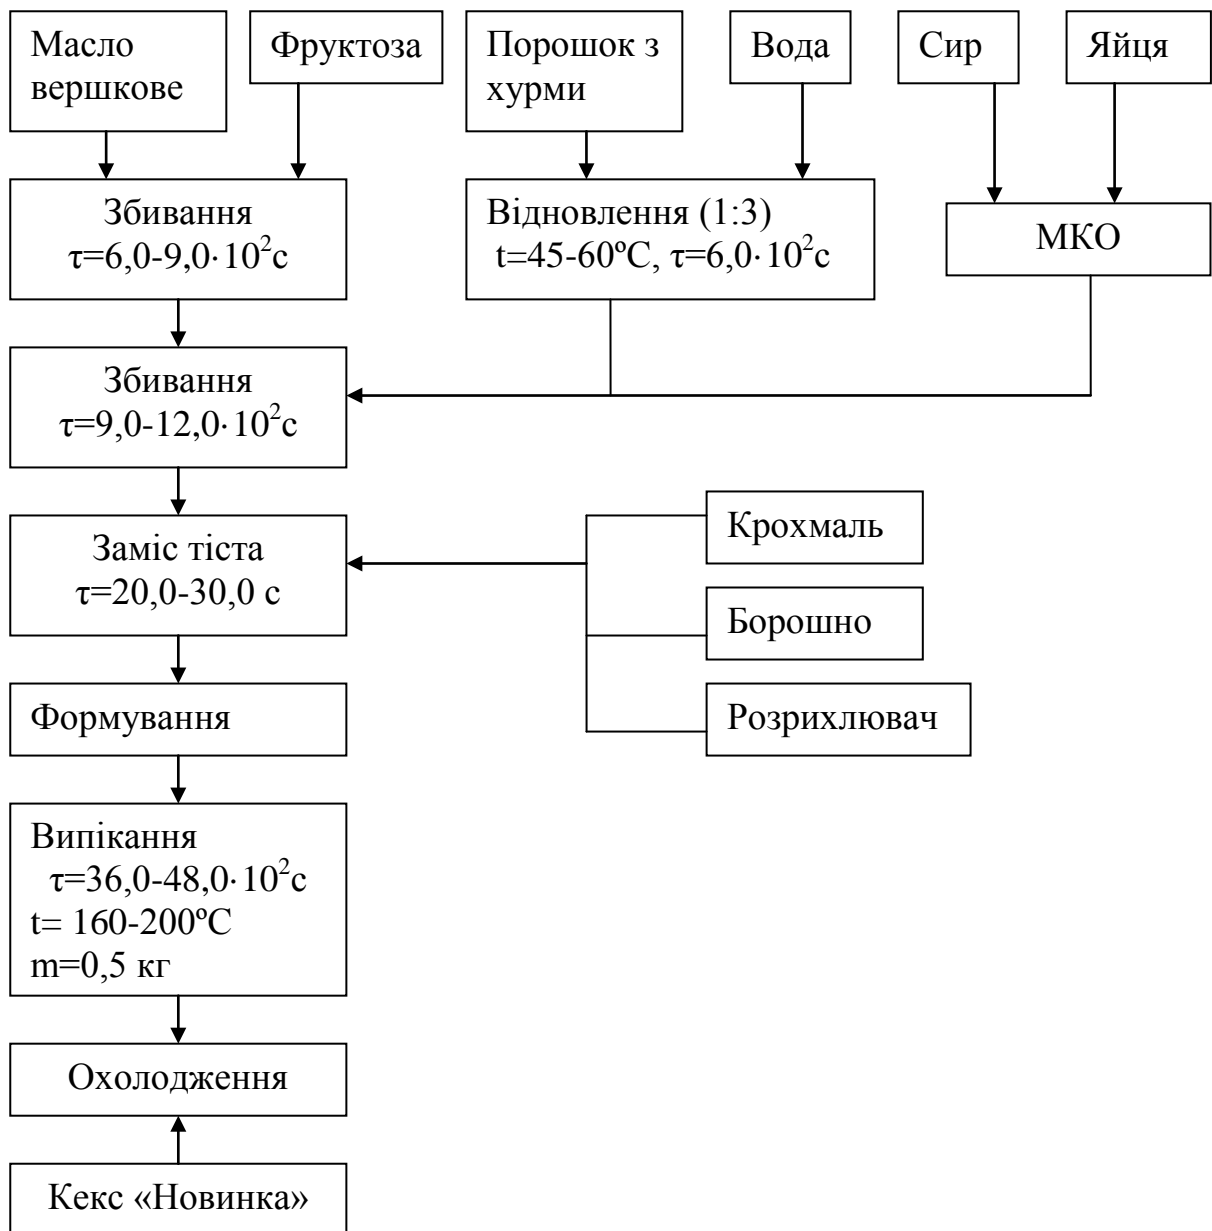 Масло
вершкове
Фруктоза
Порошок з
хурми
Вода
Сир
Яйця
Збивання
τ=6,0-9,0·10²с
Відновлення (1:3)
t=45-60ºС, τ=6,0·10²с
МКО
Збивання
τ=9,0-12,0·10²с
Заміс тіста
τ=20,0-30,0 с
Крохмаль
Борошно
Розрихлювач
Формування
Випікання
τ=36,0-48,0·10²с
t= 160-200ºС
m=0,5 кг
Охолодження
Кекс «Новинка»